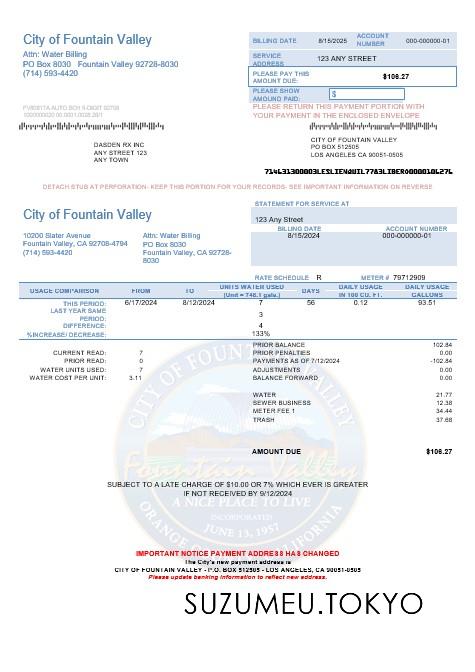 City of Fountain Valley
Attn: Water Billing
PO Box 8030 Fountain Valley 92728-8030
(714) 593-4420
BILLING DATE 8/15/2025 ACCOUNT NUMBER 000-000000-01
SERVICE ADDRESS 123 ANY STREET
PLEASE PAY THIS AMOUNT DUE: $106.27
PLEASE SHOW AMOUNT PAID: $
PLEASE RETURN THIS PAYMENT PORTION WITH
YOUR PAYMENT IN THE ENCLOSED ENVELOPE
DASDEN RX INC
ANY STREET 123
ANY TOWN
CITY OF FOUNTAIN VALLEY
PO BOX 512505
LOS ANGELES CA 90051-0505
DETACH STUB AT PERFORATION- KEEP THIS PORTION FOR YOUR RECORDS- SEE IMPORTANT INFORMATION ON REVERSE
City of Fountain Valley
10200 Slater Avenue
Fountain Valley, CA 92708-4794
(714) 593-4420
Attn: Water Billing
PO Box 8030
Fountain Valley, CA 92728-
8030
STATEMENT FOR SERVICE AT
123 Any Street
BILLING DATE ACCOUNT NUMBER
8/15/2024 000-000000-01
RATE SCHEDULE R METER # 79712909
USAGE COMPARISON FROM TO UNITS WATER USED (Unit = 748.1 gals.) DAYS DAILY USAGE IN 100 CU. FT. DAILY USAGE GALLONS
THIS PERIOD: 6/17/2024 8/12/2024 7 56 0.12 93.51
LAST YEAR SAME PERIOD: 3
DIFFERENCE: 4
%INCREASE/ DECREASE: 133%
CURRENT READ: 7
PRIOR READ: 0
WATER UNITS USED: 7
WATER COST PER UNIT: 3.11
PRIOR BALANCE 102.84
PRIOR PENALTIES 0.00
PAYMENTS AS OF 7/12/2024 -102.84
ADJUSTMENTS 0.00
BALANCE FORWARD 0.00
WATER 21.77
SEWER BUSINESS 12.38
METER FEE 1 34.44
TRASH 37.68
AMOUNT DUE $106.27
CITY OF FOUNTAIN VALLEY
Fountain Valley
A NICE PLACE TO LIVE
JUNE 13, 1957
ORANGE COUNTY CALIFORNIA
SUBJECT TO A LATE CHARGE OF $10.00 OR 7% WHICH EVER IS GREATER
IF NOT RECEIVED BY 9/12/2024
IMPORTANT NOTICE PAYMENT ADDRESS HAS CHANGED
The City's new payment address is
CITY OF FOUNTAIN VALLEY - P.O. BOX 512505 - LOS ANGELES, CA 90051-0505
Please update banking information to reflect new address.
SUZUMEU.TOKYO